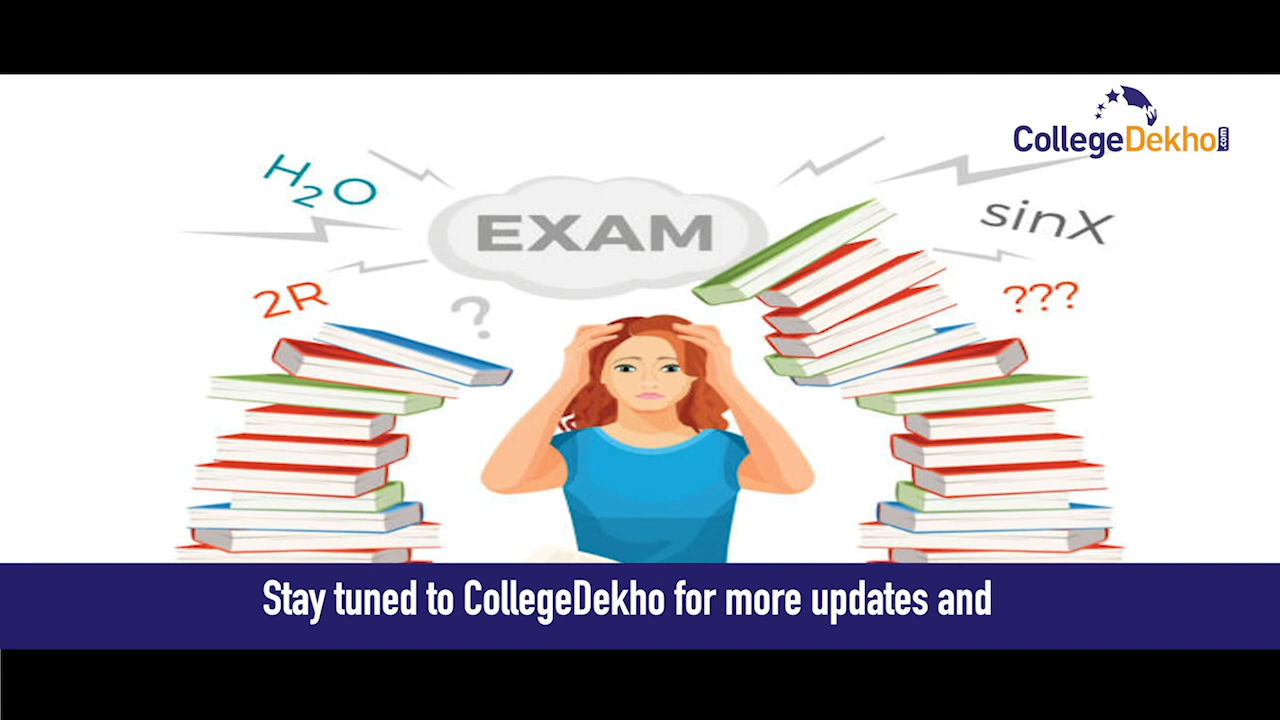 CollegeDekho.com
H2O
EXAM
sinX
2R
?
???
Stay tuned to CollegeDekho for more updates and